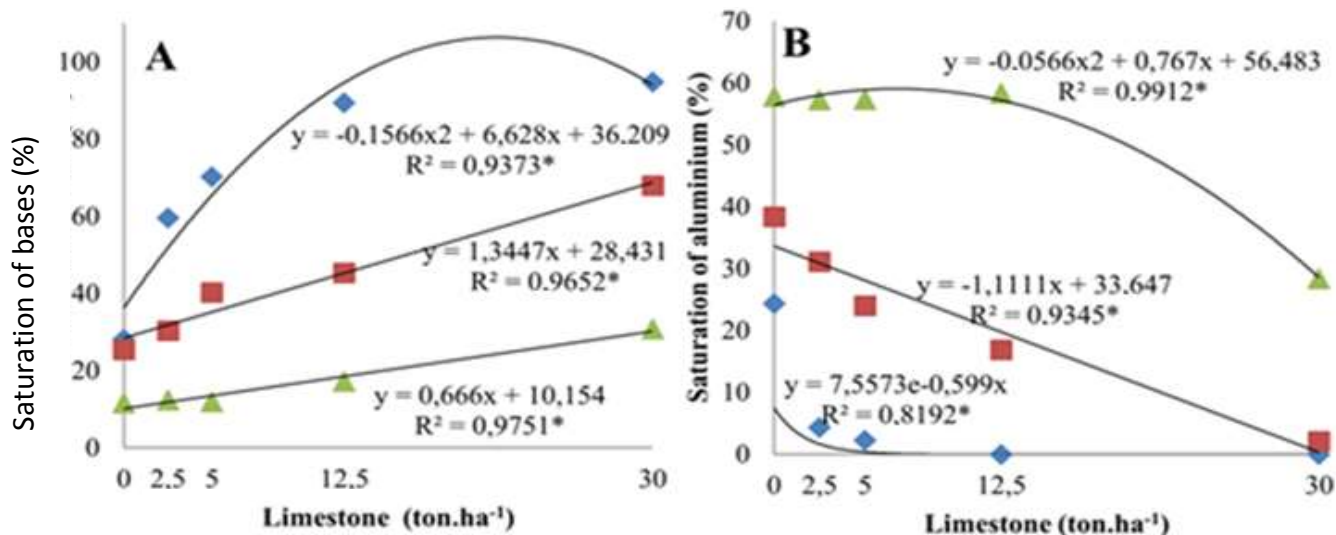 A
Saturation of bases (%)
100
80
60
40
20
0
y = -0.1566x2 + 6,628x + 36.209
R² = 0.9373*
y = 1,3447x + 28,431
R² = 0.9652*
y = 0,666x + 10,154
R² = 0.9751*
0 2,5 5 12,5 30
Limestone (ton.ha⁻¹)
B
Saturation of aluminium (%)
70
60
50
40
30
20
10
0
y = -0.0566x2 + 0,767x + 56,483
R² = 0.9912*
y = -1,1111x + 33.647
R² = 0.9345*
y = 7,5573e-0,599x
R² = 0,8192*
0 2,5 5 12,5 30
Limestone (ton.ha⁻¹)